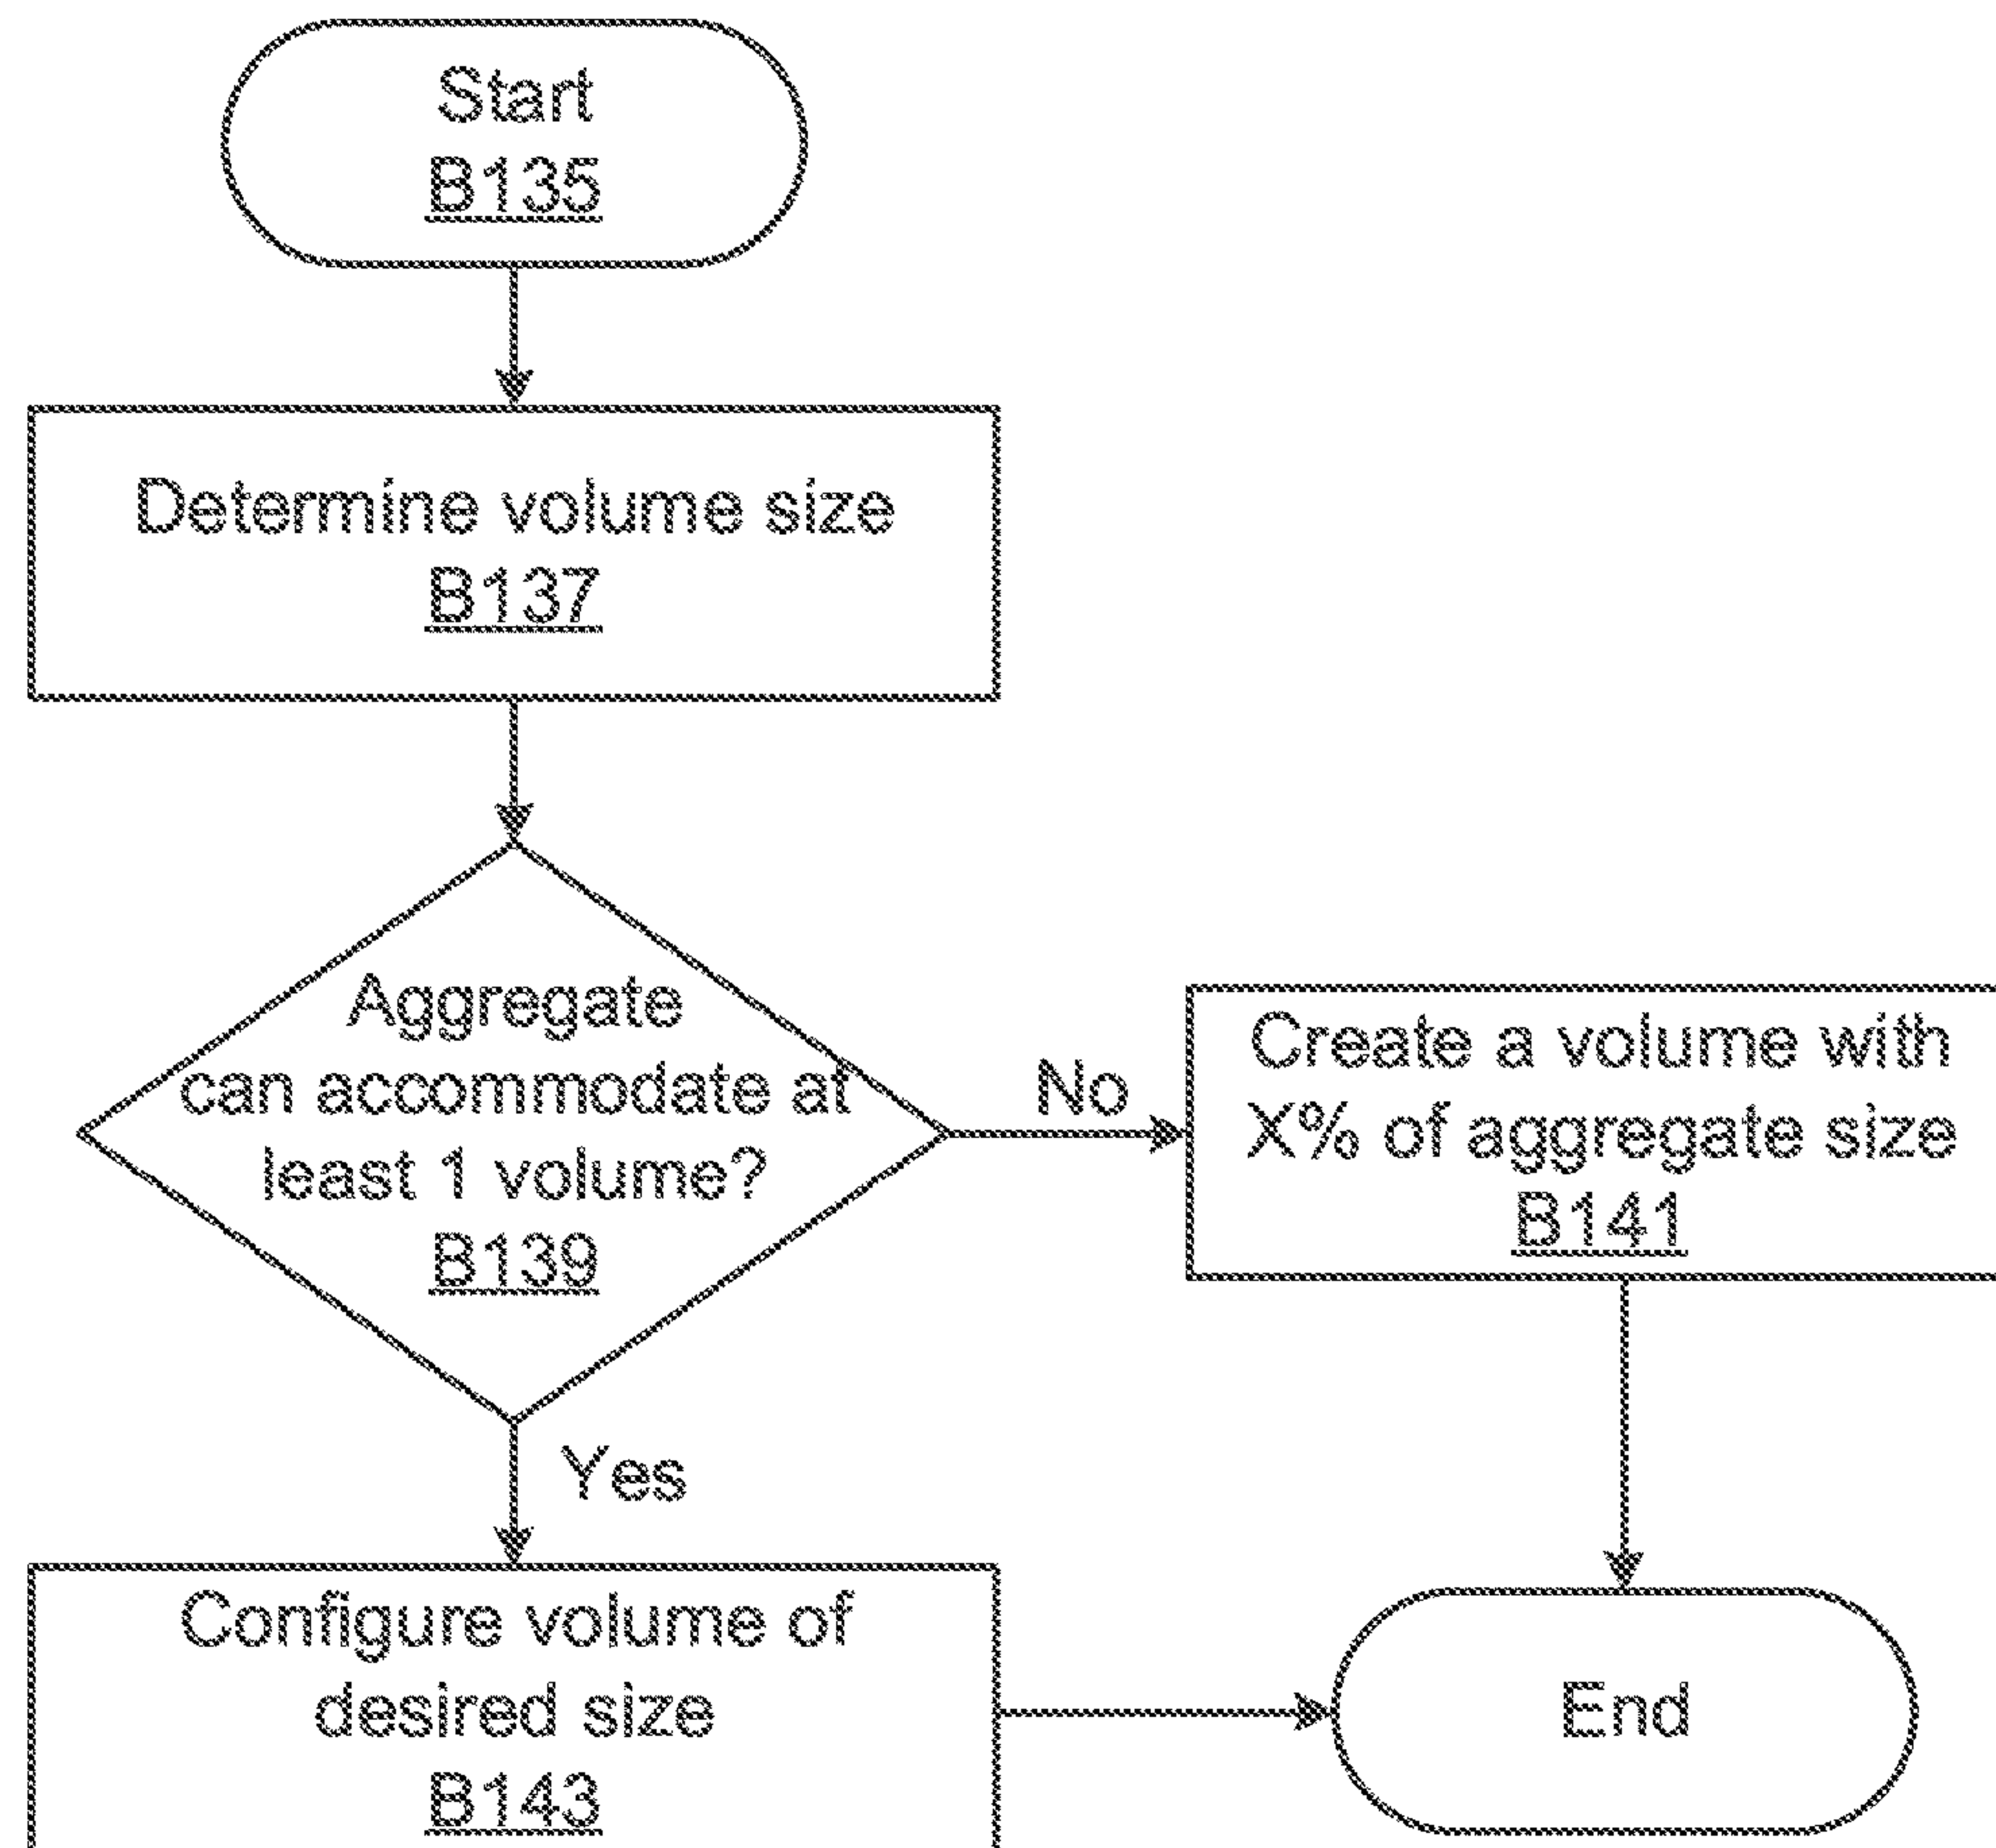 Start
B135
Determine volume size
B137
Aggregate
can accommodate at
least 1 volume?
B139
No
Create a volume with
X% of aggregate size
B141
Yes
Configure volume of
desired size
B143
End